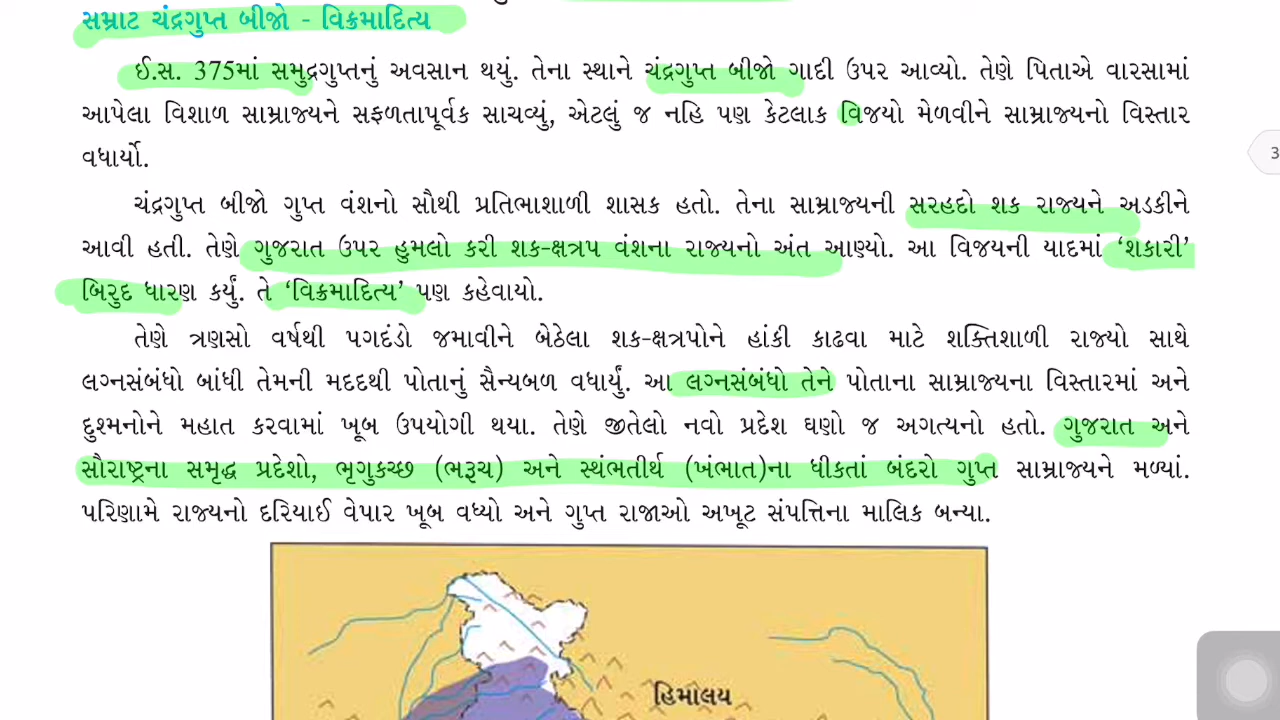 સમ્રાટ ચંદ્રગુપ્ત બીજો - વિક્રમાદિત્ય
ઈ.સ. 375માં સમુદ્રગુપ્તનું અવસાન થયું. તેના સ્થાને ચંદ્રગુપ્ત બીજો ગાદી ઉપર આવ્યો. તેણે પિતાએ વારસામાં
આપેલા વિશાળ સામ્રાજ્યને સફળતાપૂર્વક સાચવ્યું, એટલું જ નહિ પણ કેટલાક વિજયો મેળવીને સામ્રાજ્યનો વિસ્તાર
વધાર્યો.
ચંદ્રગુપ્ત બીજો ગુપ્ત વંશનો સૌથી પ્રતિભાશાળી શાસક હતો. તેના સામ્રાજ્યની સરહદો શક રાજ્યને અડકીને
આવી હતી. તેણે ગુજરાત ઉપર હુમલો કરી શક-ક્ષત્રપ વંશના રાજ્યનો અંત આણ્યો. આ વિજયની યાદમાં ‘શકારી’
બિરુદ ધારણ કર્યું. તે ‘વિક્રમાદિત્ય’ પણ કહેવાયો.
તેણે ત્રણસો વર્ષથી પગદંડો જમાવીને બેઠેલા શક-ક્ષત્રપોને હાંકી કાઢવા માટે શક્તિશાળી રાજ્યો સાથે
લગ્નસંબંધો બાંધી તેમની મદદથી પોતાનું સૈન્યબળ વધાર્યું. આ લગ્નસંબંધો તેને પોતાના સામ્રાજ્યના વિસ્તારમાં અને
દુશ્મનોને મહાત કરવામાં ખૂબ ઉપયોગી થયા. તેણે જીતેલો નવો પ્રદેશ ઘણો જ અગત્યનો હતો. ગુજરાત અને
સૌરાષ્ટ્રના સમૃદ્ધ પ્રદેશો, ભૃગુકચ્છ (ભરૂચ) અને સ્થંભતીર્થ (ખંભાત)ના ધીકતાં બંદરો ગુપ્ત સામ્રાજ્યને મળ્યાં.
પરિણામે રાજ્યનો દરિયાઈ વેપાર ખૂબ વધ્યો અને ગુપ્ત રાજાઓ અખૂટ સંપત્તિના માલિક બન્યા.
હિમાલય
3